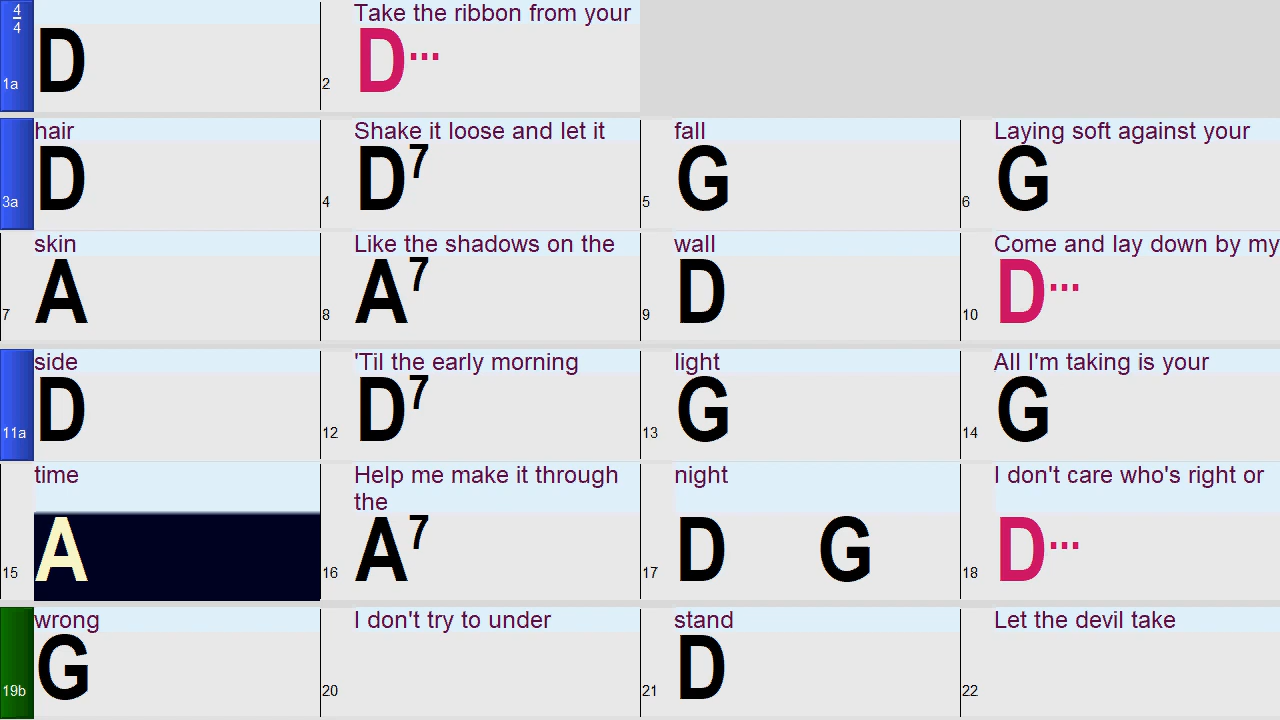 4
4
Take the ribbon from your
1a D 2 D...
hair Shake it loose and let it fall Laying soft against your
3a D 4 D7 5 G 6 G
skin Like the shadows on the wall Come and lay down by my
7 A 8 A7 9 D 10 D...
side 'Til the early morning light All I'm taking is your
11a D 12 D7 13 G 14 G
time Help me make it through night I don't care who's right or
the
15 A 16 A7 17 D G 18 D...
wrong I don't try to under stand Let the devil take
19b G 20 21 D 22